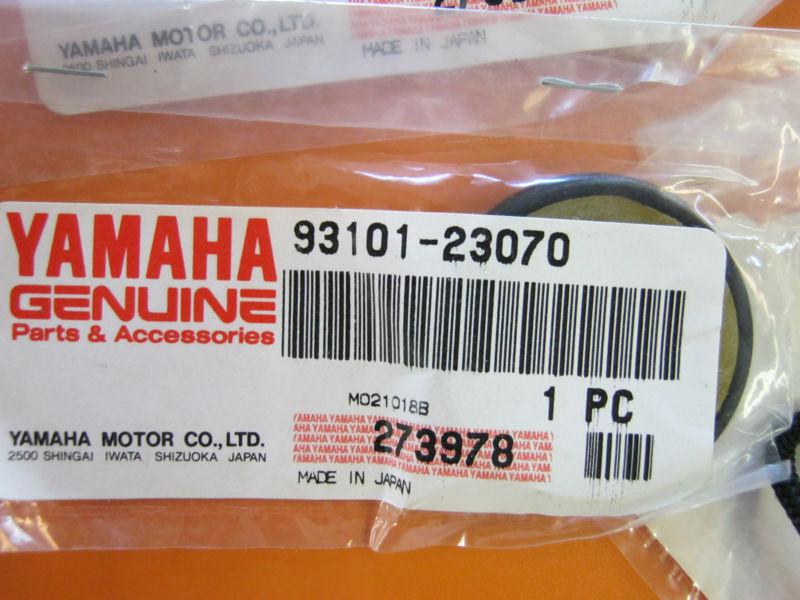 YAMAHA MOTOR CO., LTD.
2500 SHINGAI IWATA SHIZUOKA JAPAN
MADE IN JAPAN
YAMAHA
GENUINE
Parts & Accessories
93101-23070
M021018B
1 PC
YAMAHA MOTOR CO., LTD.
2500 SHINGAI IWATA SHIZUOKA JAPAN
273978
MADE IN JAPAN